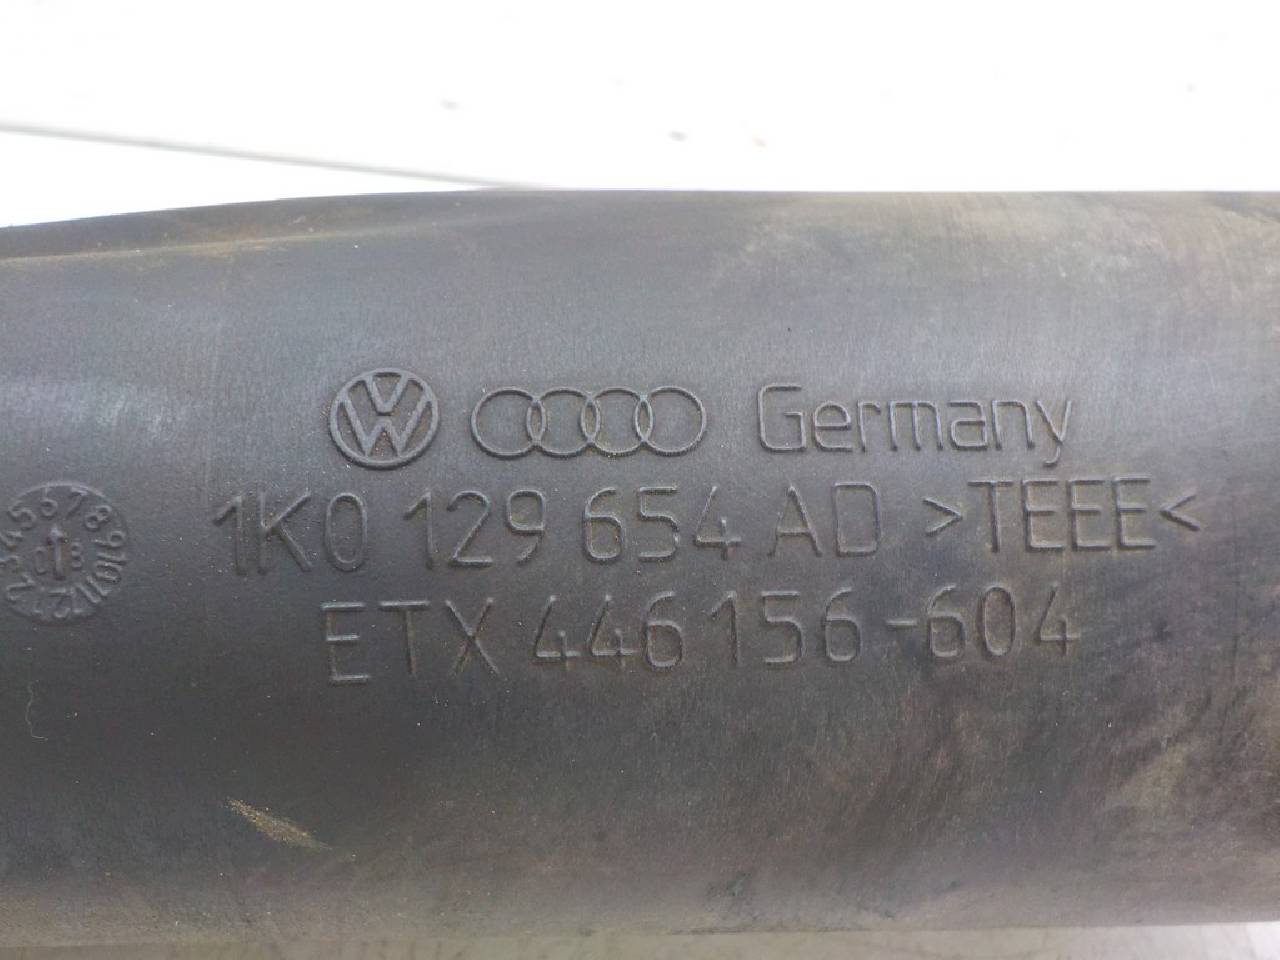 Germany
1K0 129 654 AD >TEEE<
ETX 446156-604